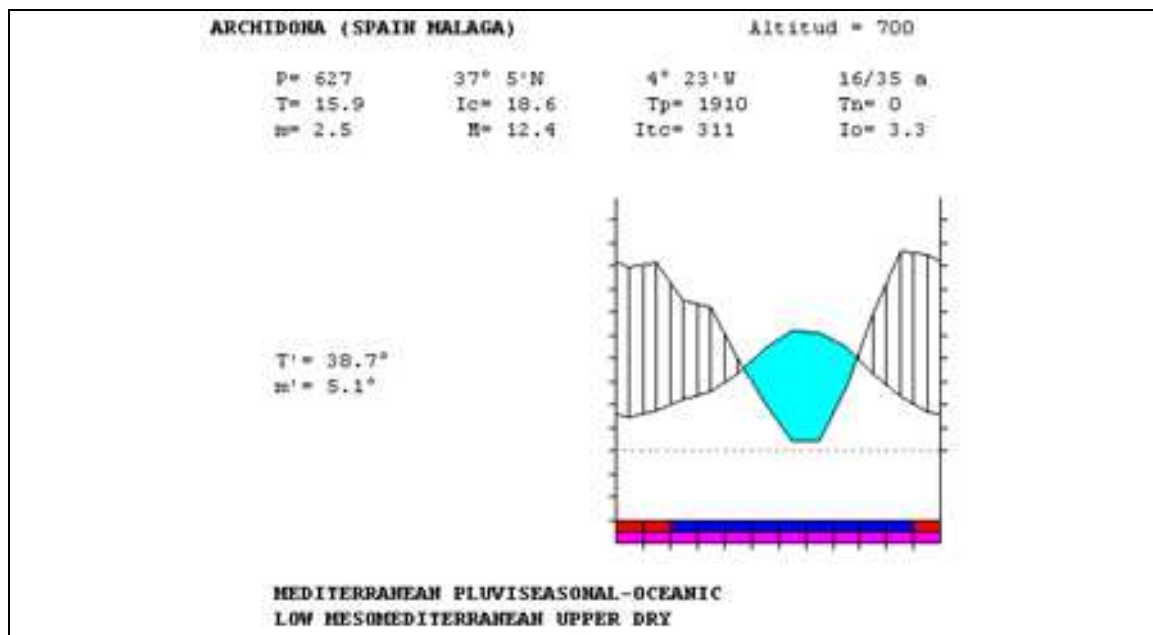 ARCHIDONA (SPAIN MALAGA) Altitud = 700
P= 627 37° 5'N 4° 23'W 16/35 a
T= 15.9 Ic= 18.6 Tp= 1910 Tn= 0
m= 2.5 M= 12.4 Itc= 311 Io= 3.3
T'= 38.7°
m'= 5.1°
MEDITERRANEAN PLUVISEASONAL-OCEANIC
LOW MESOMEDITERRANEAN UPPER DRY